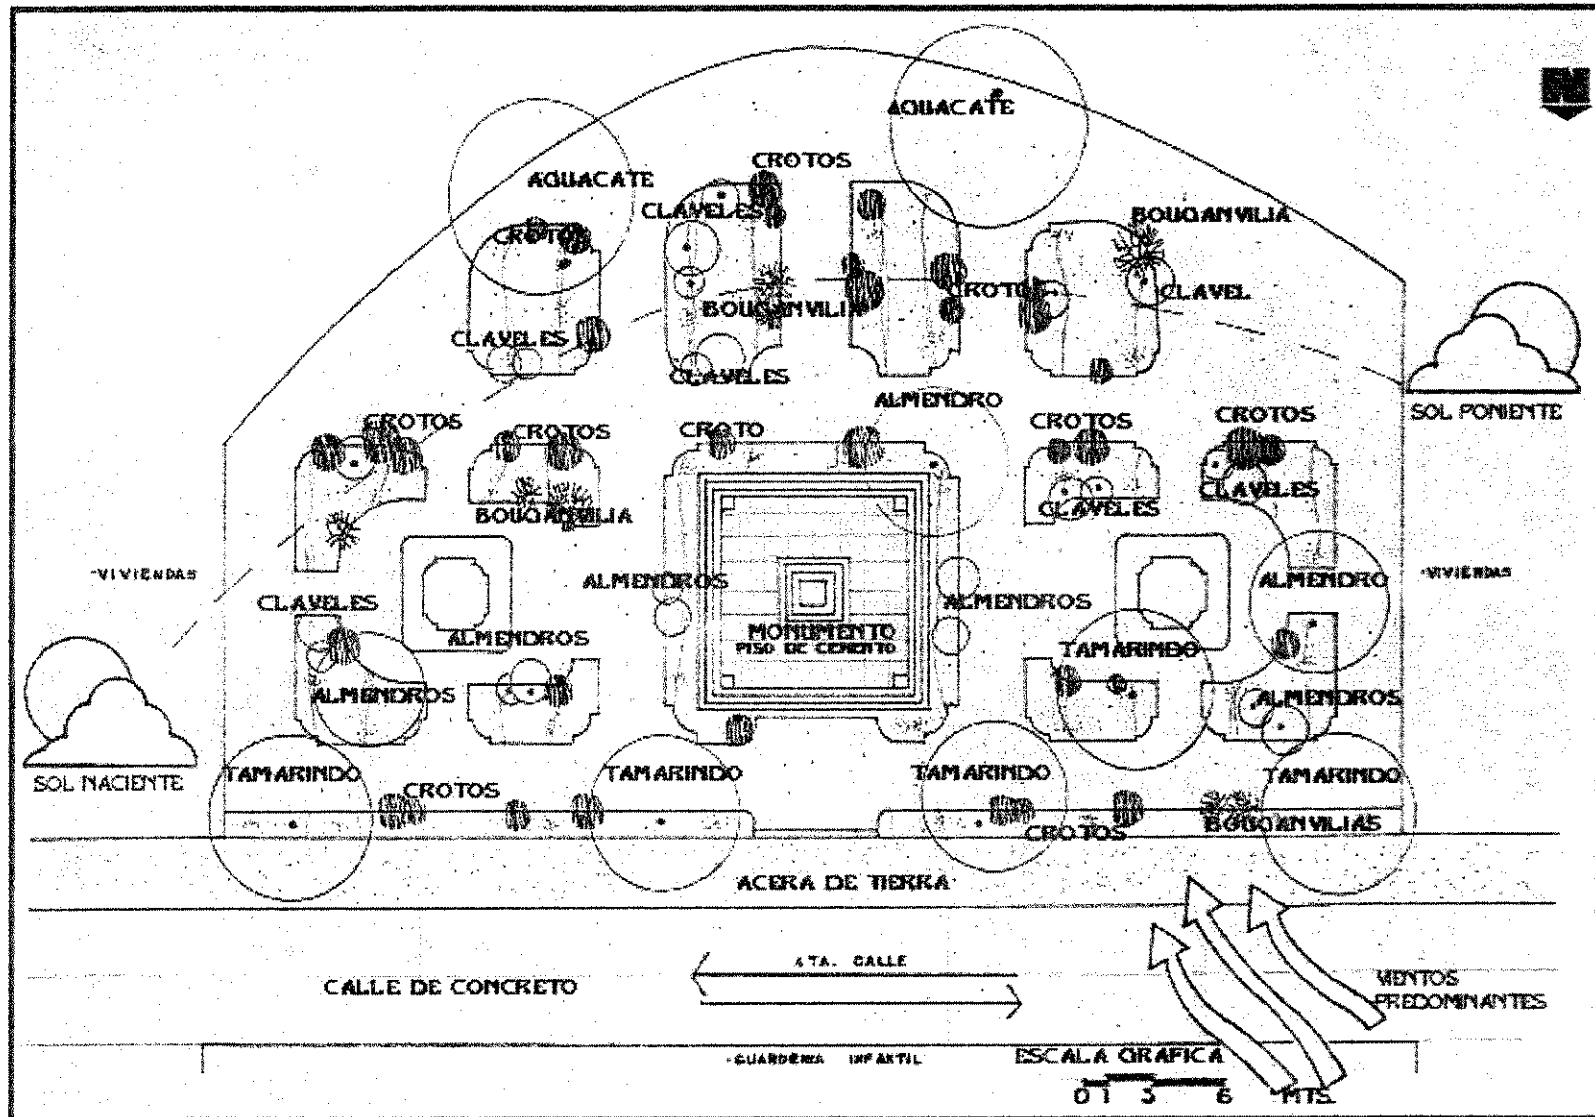 AGUACATE
CROTOS
AGUACATE
CLAVELES
BOUGANVILIA
CROTOS
CROTOS
CLAVEL
BOUGANVILIA
CLAVELES
CLAVELES
ALMENDRO
SOL PONIENTE
CROTOS
CROTOS
CROTO
CROTOS
CROTOS
CLAVELES
CLAVELES
BOUGANVILIA
-VIVIENDAS
ALMENDROS
ALMENDRO
-VIVIENDAS
CLAVELES
ALMENDROS
ALMENDROS
MONUMENTO
PISO DE CEMENTO
TAMARINDO
ALMENDROS
ALMENDROS
SOL NACIENTE
TAMARINDO
CROTOS
TAMARINDO
TAMARINDO
TAMARINDO
CROTOS
BOUGANVILIAS
ACERA DE TIERRA
4TA. CALLE
CALLE DE CONCRETO
VIENTOS
PREDOMINANTES
-GUARDERIA INFANTIL
ESCALA GRAFICA
0 1 3 6 MTS.